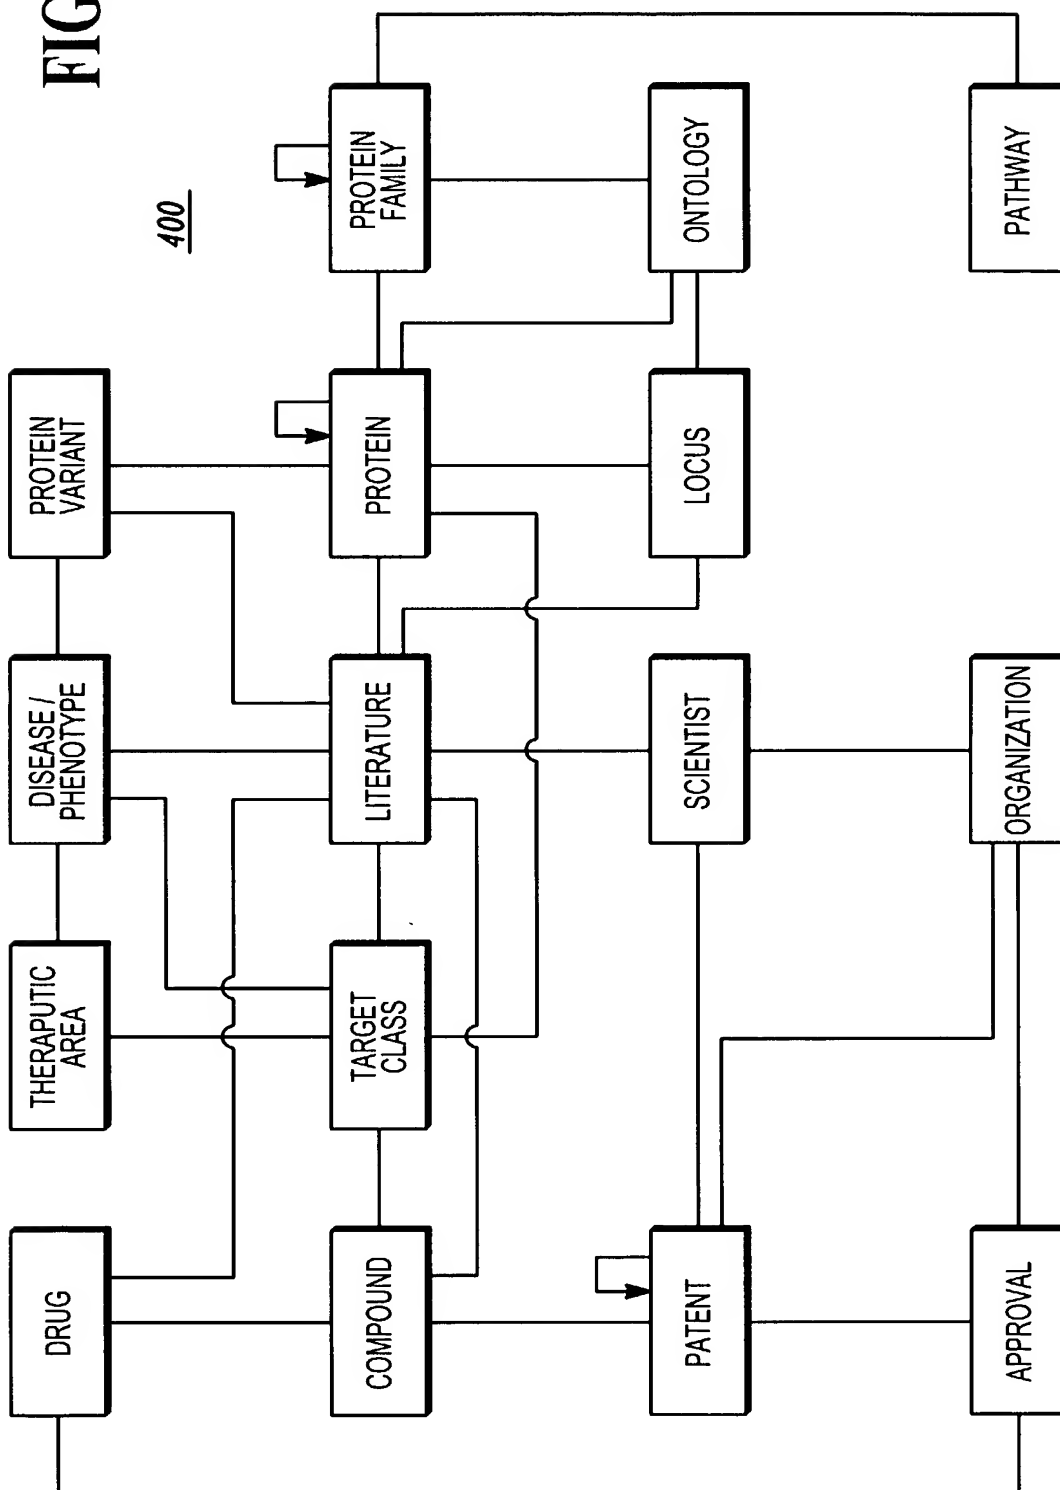 FIG
400
DRUG
THERAPUTIC
AREA
DISEASE /
PHENOTYPE
PROTEIN
VARIANT
COMPOUND
TARGET
CLASS
LITERATURE
PROTEIN
PROTEIN
FAMILY
PATENT
SCIENTIST
LOCUS
ONTOLOGY
APPROVAL
ORGANIZATION
PATHWAY